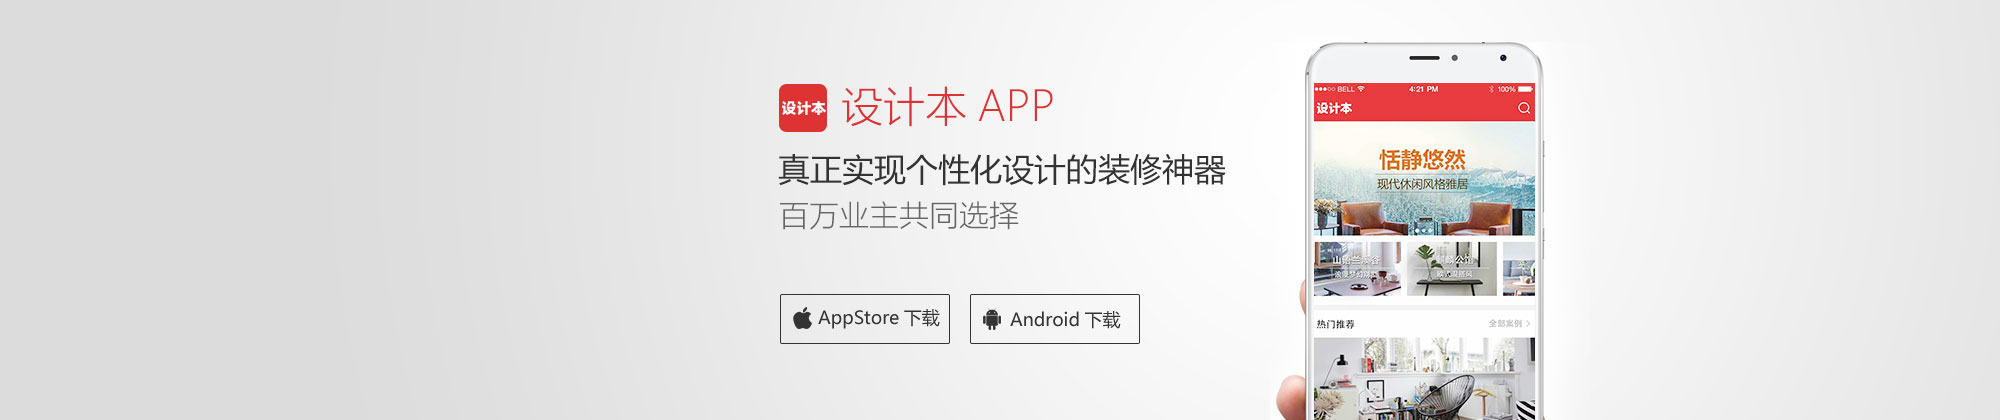 设计本
设计本 APP
真正实现个性化设计的装修神器
百万业主共同选择
AppStore 下载
Android 下载
BELL
4:21 PM
100%
设计本
恬静悠然
现代休闲风格雅居
热门推荐
全部案例